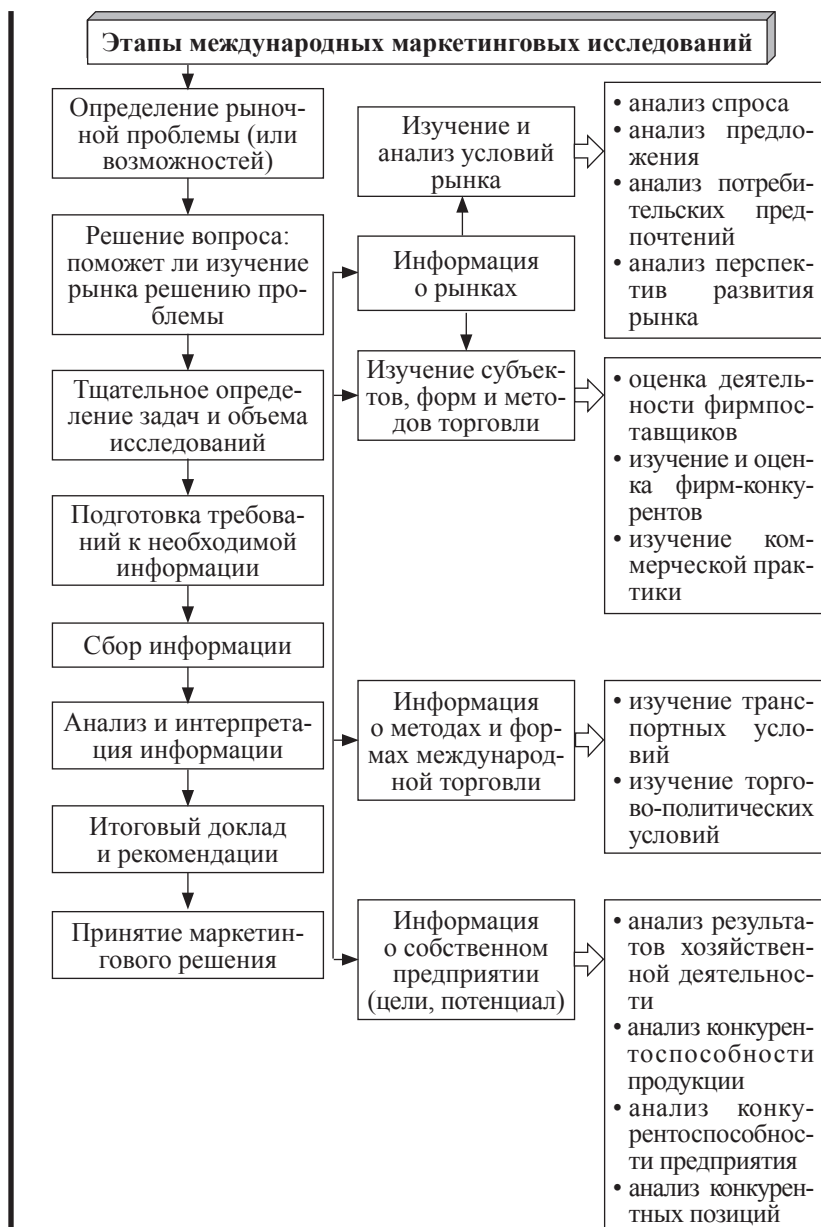 Этапы международных маркетинговых исследований
Определение рыноч-
ной проблемы (или
возможностей)
Решение вопроса:
поможет ли изучение
рынка решению про-
блемы
Тщательное опреде-
ление задач и объема
исследований
Подготовка требова-
ний к необходимой
информации
Сбор информации
Анализ и интерпрета-
ция информации
Итоговый доклад
и рекомендации
Принятие маркетин-
гового решения
Изучение и
анализ условий
рынка
Информация
о рынках
Изучение субъек-
тов, форм и мето-
дов торговли
Информация
о методах и фор-
мах международ-
ной торговли
Информация
о собственном
предприятии
(цели, потенциал)
• анализ спроса
• анализ предло-
жения
• анализ потреби-
тельских пред-
почтений
• анализ перспек-
тив развития
рынка
• оценка деятель-
ности фирмпос-
тавщиков
• изучение и оцен-
ка фирм-конку-
рентов
• изучение ком-
мерческой прак-
тики
• изучение транс-
портных усло-
вий
• изучение торго-
во-политических
условий
• анализ результа-
тов хозяйствен-
ной деятельнос-
ти
• анализ конкурен-
тоспособности
продукции
• анализ конку-
рентоспособнос-
ти предприятия
• анализ конкурен-
тных позиций